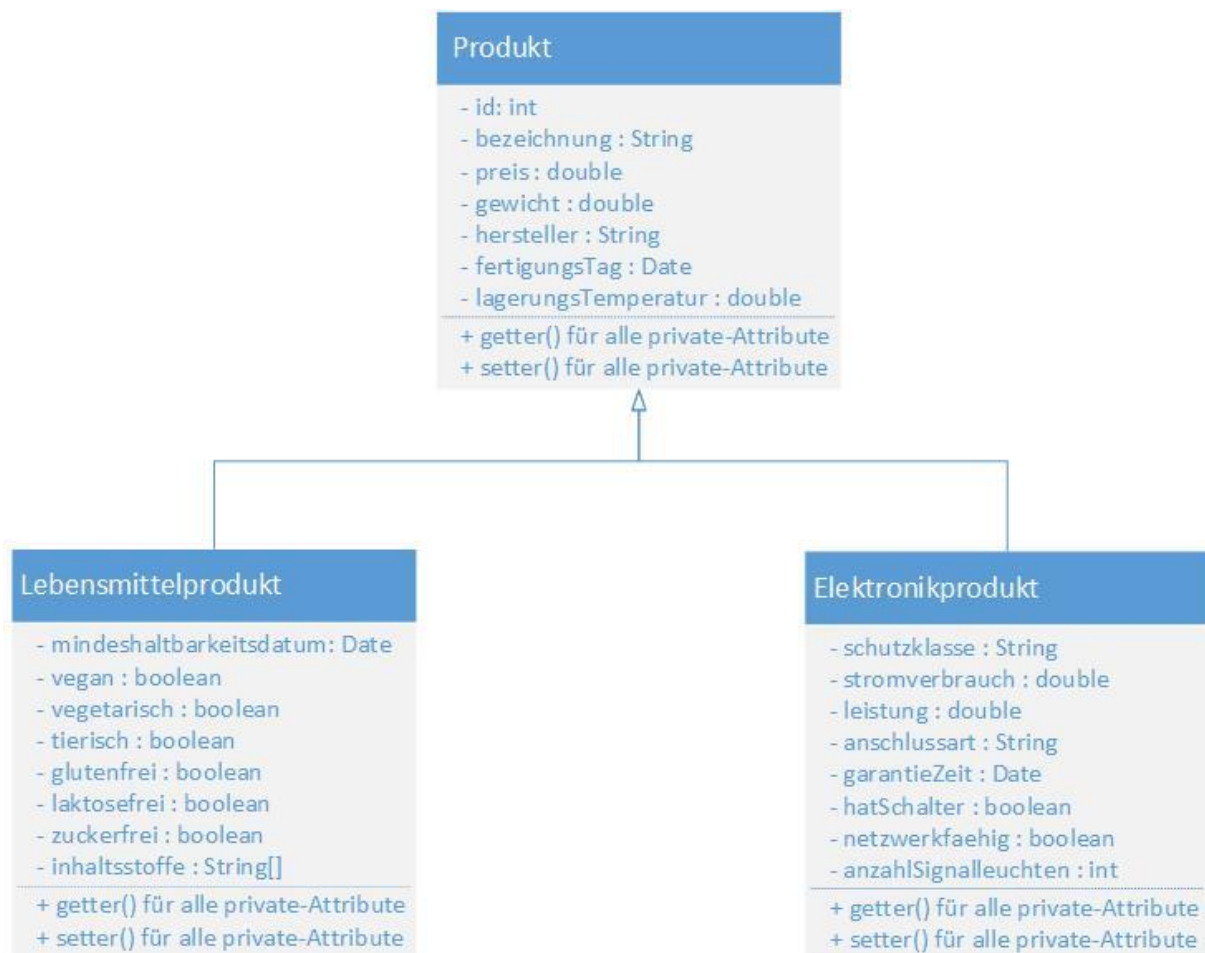 Produkt
- id: int
- bezeichnung : String
- preis : double
- gewicht : double
- hersteller : String
- fertigungsTag : Date
- lagerungsTemperatur : double
+ getter() für alle private-Attribute
+ setter() für alle private-Attribute
Lebensmittelprodukt
- mindeshaltbarkeitsdatum: Date
- vegan : boolean
- vegetarisch : boolean
- tierisch : boolean
- glutenfrei : boolean
- laktosefrei : boolean
- zuckerfrei : boolean
- inhaltsstoffe : String[]
+ getter() für alle private-Attribute
+ setter() für alle private-Attribute
Elektronikprodukt
- schutzklasse : String
- stromverbrauch : double
- leistung : double
- anschlussart : String
- garantieZeit : Date
- hatSchalter : boolean
- netzwerkfaehig : boolean
- anzahlSignalleuchten : int
+ getter() für alle private-Attribute
+ setter() für alle private-Attribute